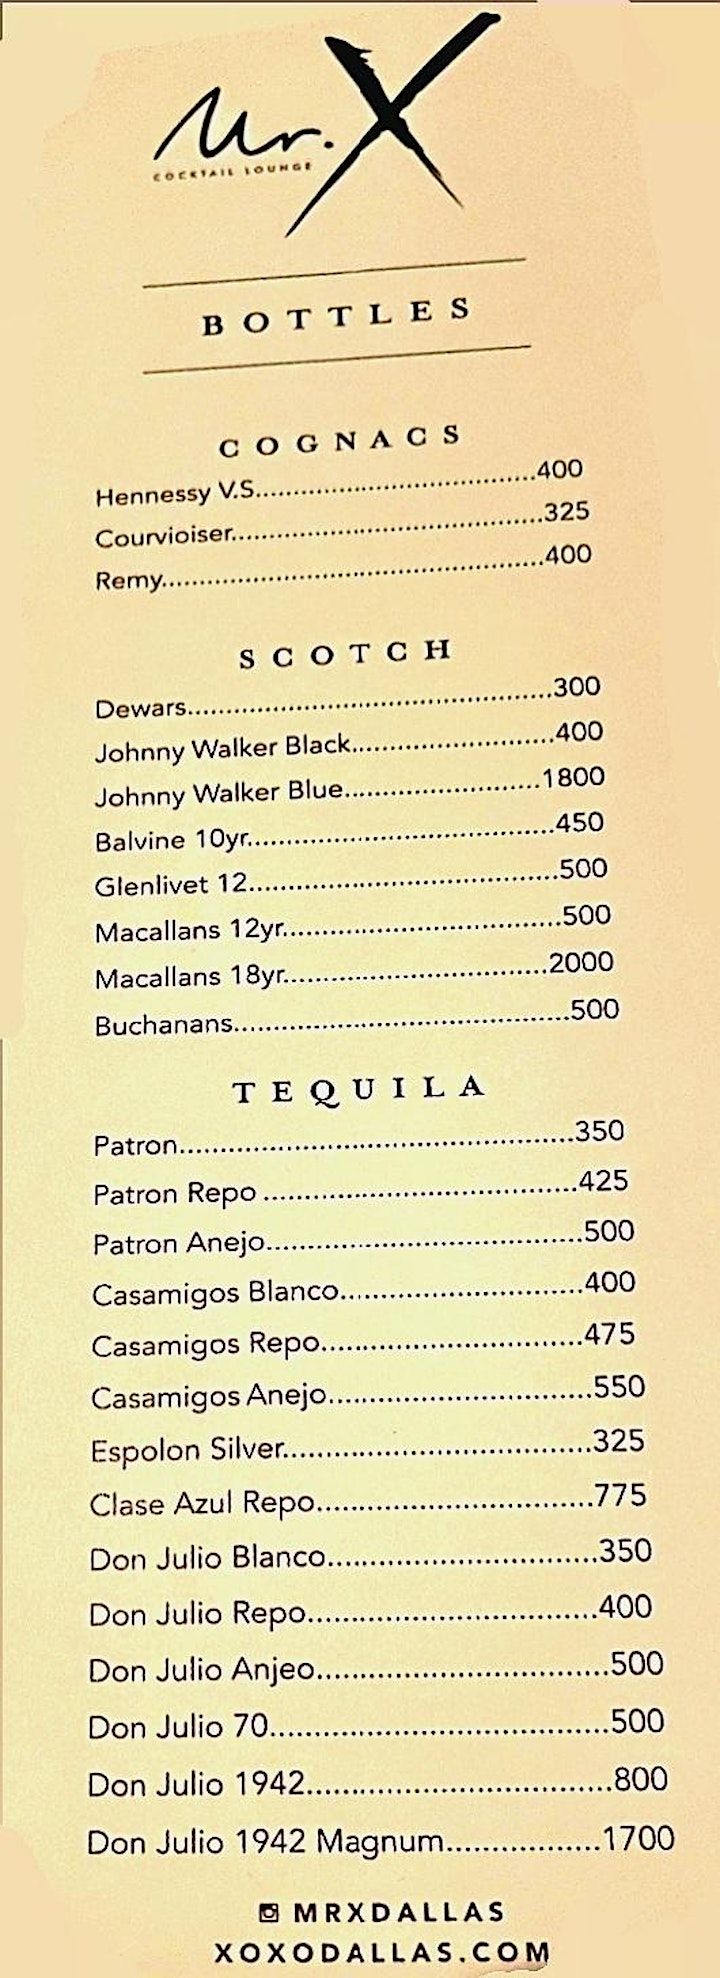 Mr. X
COCKTAIL LOUNGE
BOTTLES
COGNACS
Hennessy V.S.......................................400
Courvioiser........................................325
Remy...............................................400
SCOTCH
Dewars.............................................300
Johnny Walker Black..........................400
Johnny Walker Blue.........................1800
Balvine 10yr.......................................450
Glenlivet 12.......................................500
Macallans 12yr...................................500
Macallans 18yr.................................2000
Buchanans..........................................500
TEQUILA
Patron................................................350
Patron Repo .......................................425
Patron Anejo.......................................500
Casamigos Blanco..............................400
Casamigos Repo................................475
Casamigos Anejo................................550
Espolon Silver.....................................325
Clase Azul Repo.................................775
Don Julio Blanco.................................350
Don Julio Repo...................................400
Don Julio Anjeo..................................500
Don Julio 70........................................500
Don Julio 1942....................................800
Don Julio 1942 Magnum..................1700
MRXDALLAS
XOXODALLAS.COM